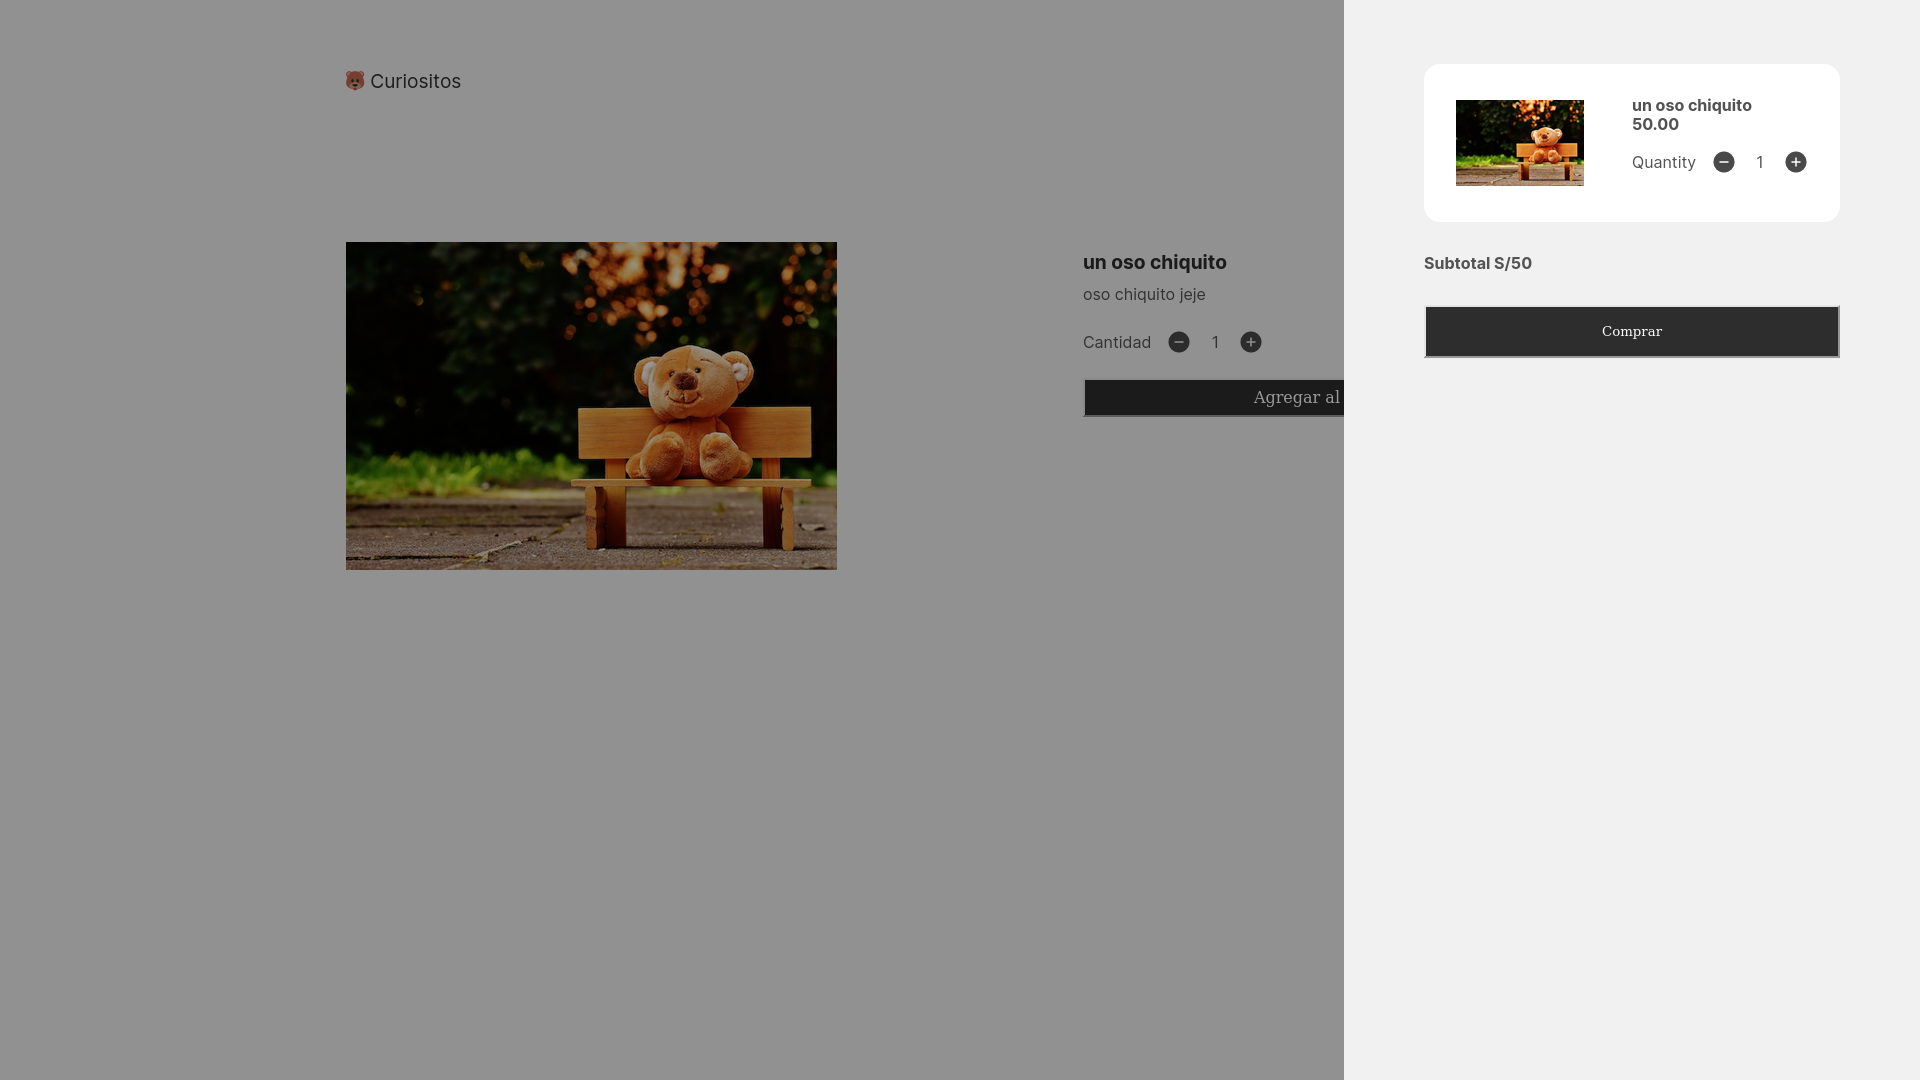 Curiositos
un oso chiquito
oso chiquito jeje
Cantidad 1
Agregar al
un oso chiquito
50.00
Quantity 1
Subtotal S/50
Comprar